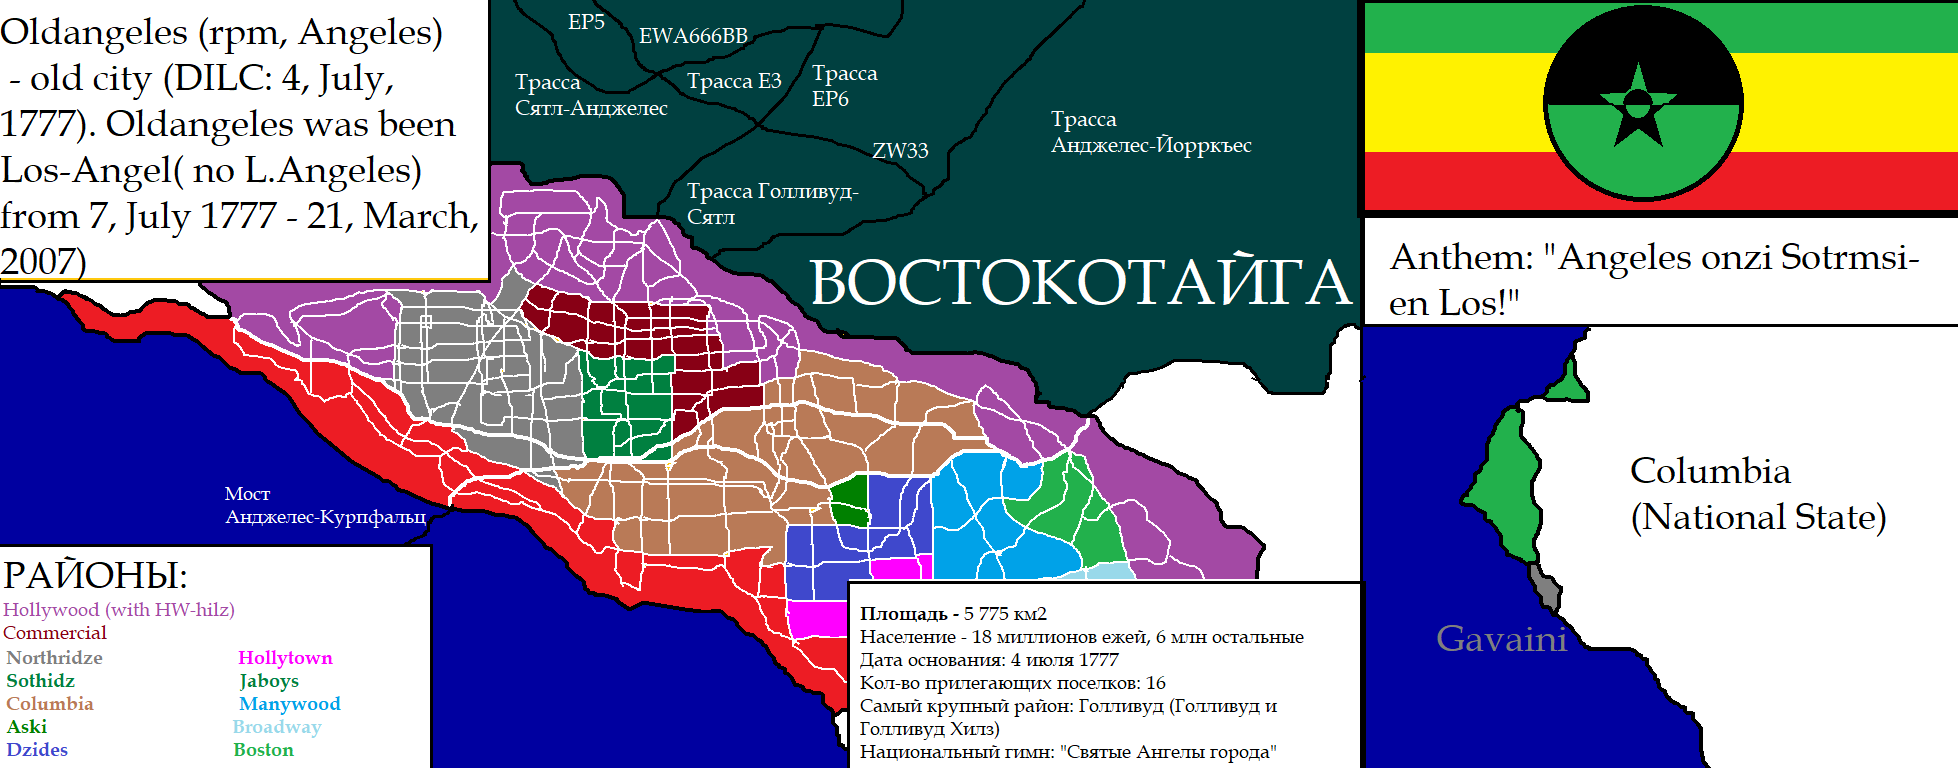 Oldangeles (rpm, Angeles)
- old city (DILC: 4, July,
1777). Oldangeles was been
Los-Angel( no L.Angeles)
from 7, July 1777 - 21, March,
2007)
EP5
EWA666BB
Трасса
Сятл-Анджелес
Трасса Е3
Трасса
ЕР6
ZW33
Трасса
Анджелес-Йорркъес
Трасса Голливуд-
Сятл
ВОСТОКОТАЙГА
Anthem: "Angeles onzi Sotrmsi-
en Los!"
Columbia
(National State)
Gavaini
Мост
Анджелес-Курпфальц
РАЙОНЫ:
Hollywood (with HW-hilz)
Commercial
Northridze
Sothidz
Columbia
Aski
Dzides
Hollytown
Jaboys
Manywood
Broadway
Boston
Площадь - 5 775 км2
Население - 18 миллионов ежей, 6 млн остальные
Дата основания: 4 июля 1777
Кол-во прилегающих поселков: 16
Самый крупный район: Голливуд (Голливуд и
Голливуд Хилз)
Национальный гимн: "Святые Ангелы города"